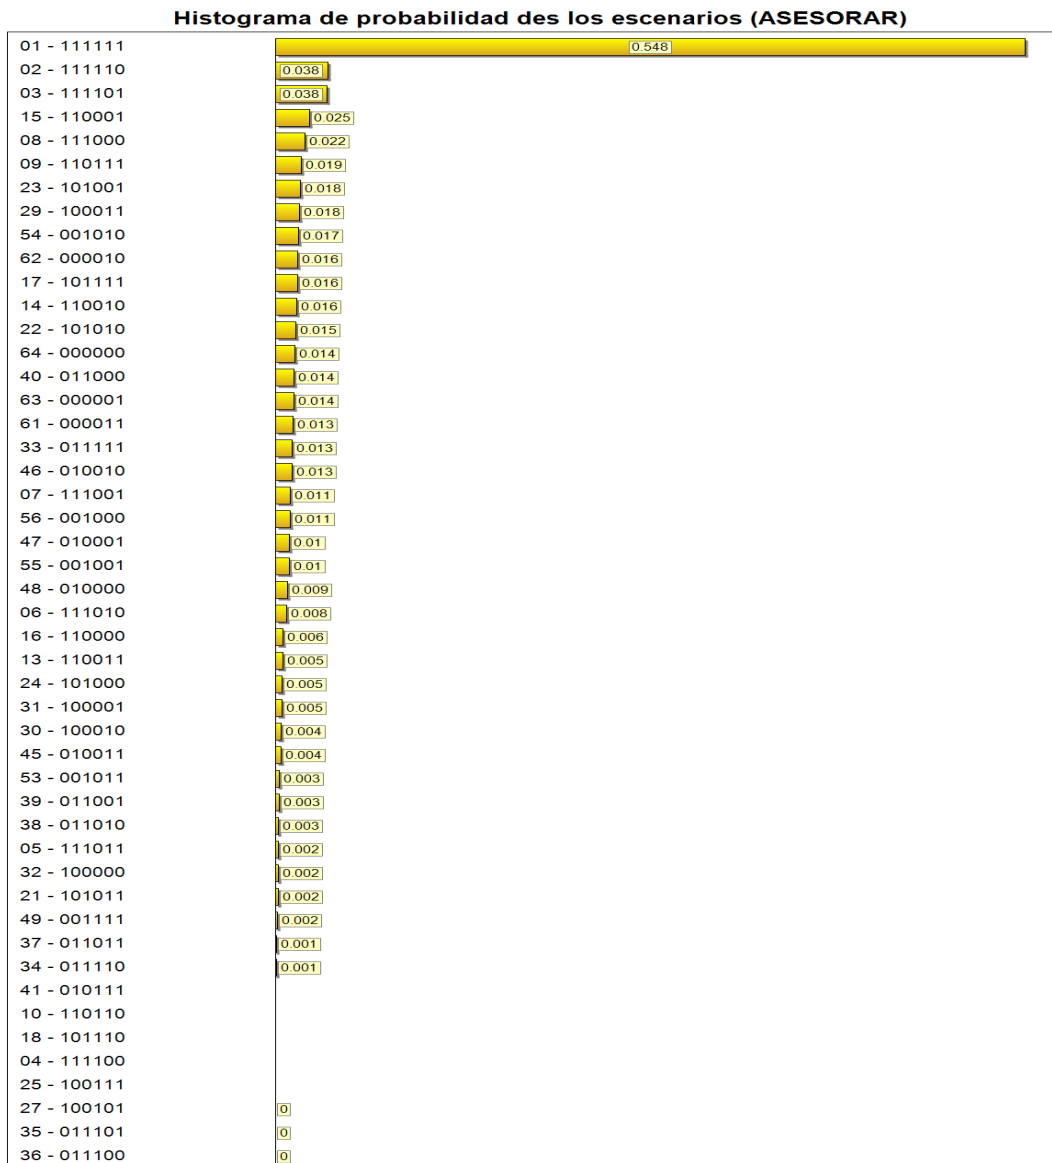 Histograma de probabilidad des los escenarios (ASESORAR)
01 - 111111 0.548
02 - 111110 0.038
03 - 111101 0.038
15 - 110001 0.025
08 - 111000 0.022
09 - 110111 0.019
23 - 101001 0.018
29 - 100011 0.018
54 - 001010 0.017
62 - 000010 0.016
17 - 101111 0.016
14 - 110010 0.016
22 - 101010 0.015
64 - 000000 0.014
40 - 011000 0.014
63 - 000001 0.014
61 - 000011 0.013
33 - 011111 0.013
46 - 010010 0.013
07 - 111001 0.011
56 - 001000 0.011
47 - 010001 0.01
55 - 001001 0.01
48 - 010000 0.009
06 - 111010 0.008
16 - 110000 0.006
13 - 110011 0.005
24 - 101000 0.005
31 - 100001 0.005
30 - 100010 0.004
45 - 010011 0.004
53 - 001011 0.003
39 - 011001 0.003
38 - 011010 0.003
05 - 111011 0.002
32 - 100000 0.002
21 - 101011 0.002
49 - 001111 0.002
37 - 011011 0.001
34 - 011110 0.001
41 - 010111
10 - 110110
18 - 101110
04 - 111100
25 - 100111
27 - 100101 0
35 - 011101 0
36 - 011100 0